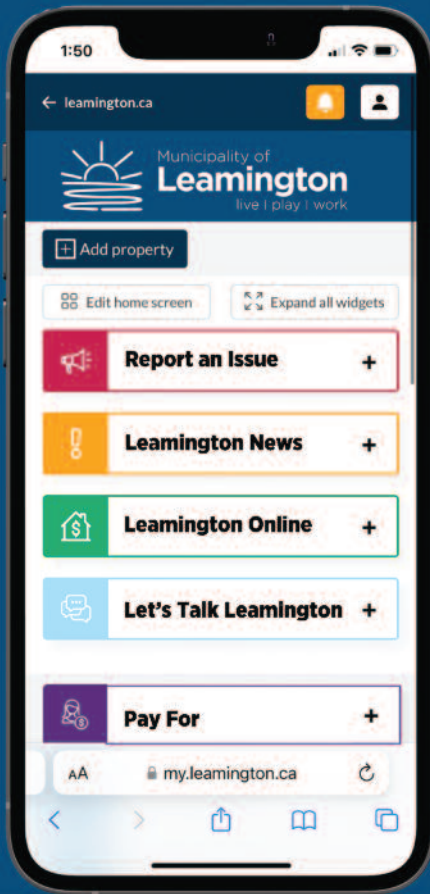 1:50
← leamington.ca
Municipality of
Leamington
live | play | work
Add property
Edit home screen
Expand all widgets
Report an Issue +
Leamington News +
Leamington Online +
Let's Talk Leamington +
Pay For +
AA my.leamington.ca